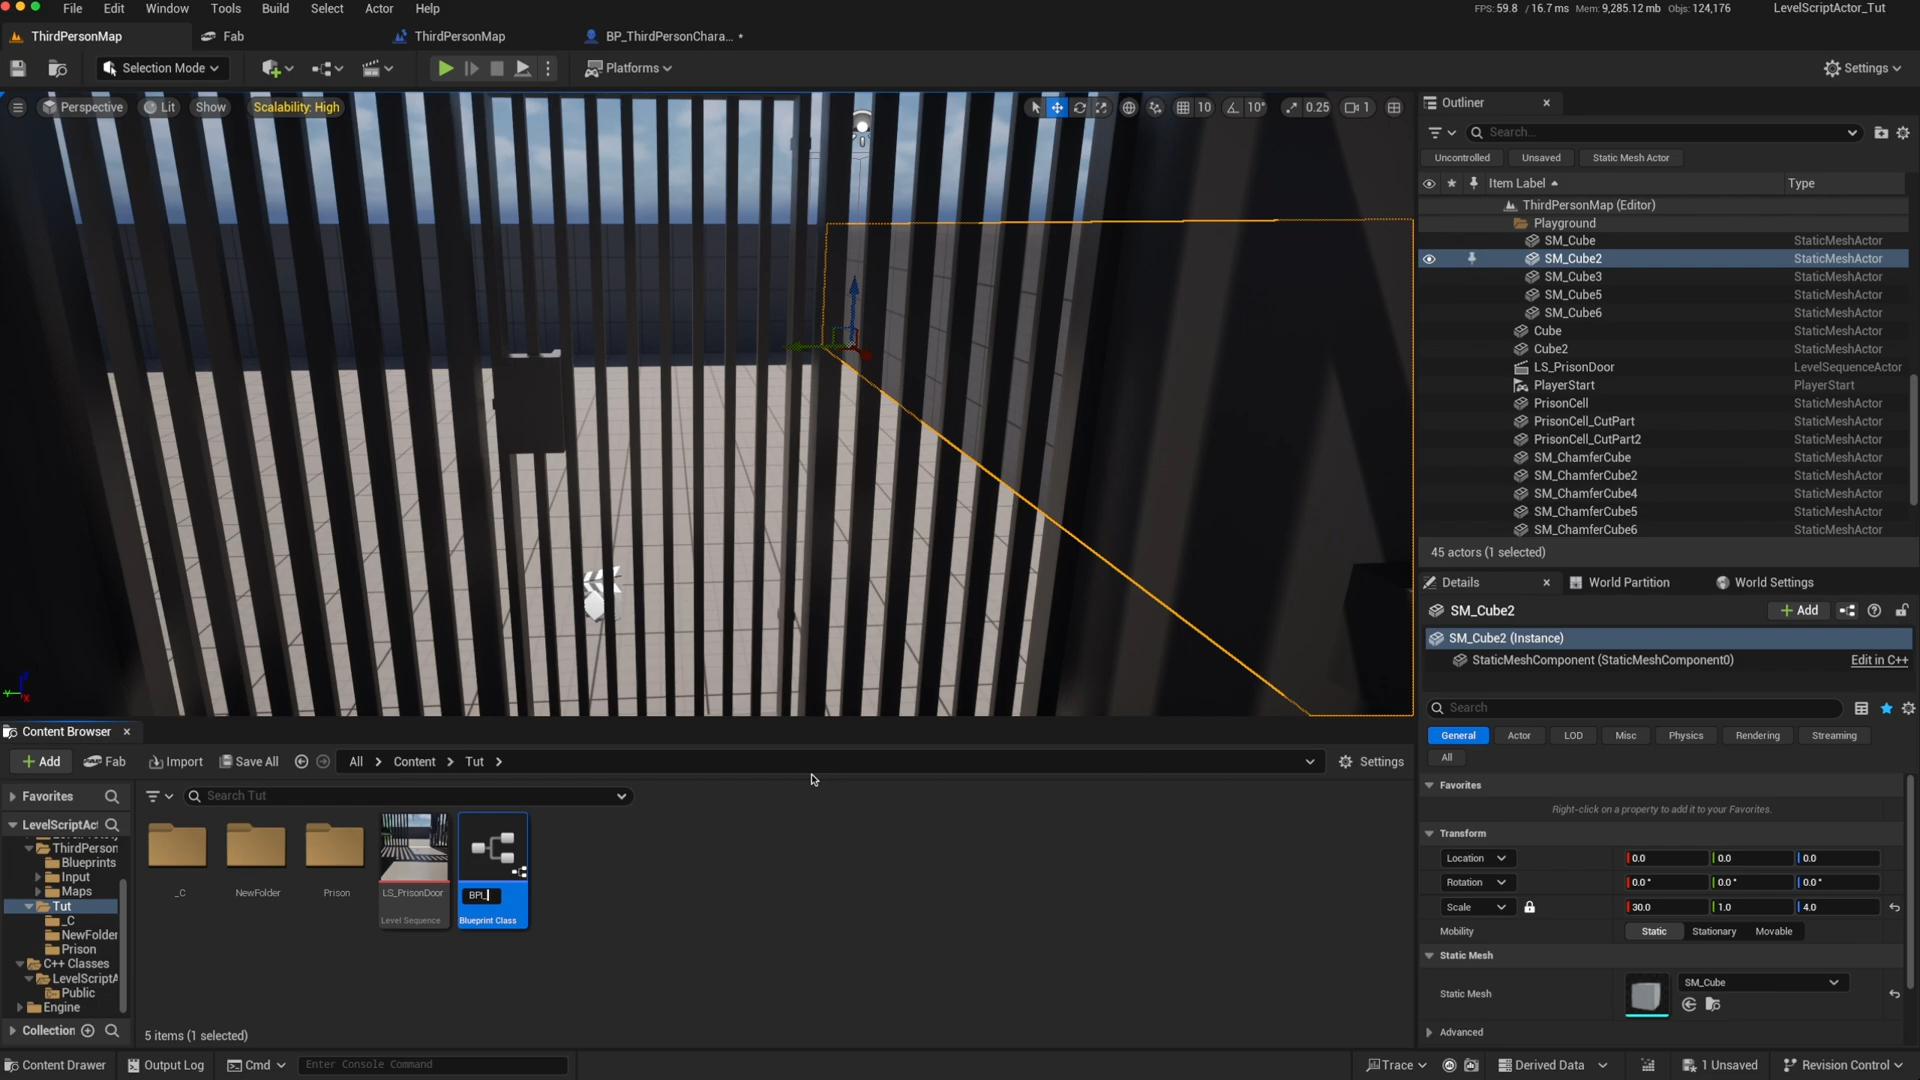 File Edit Window Tools Build Select Actor Help FPS: 59.8 / 16.7 ms Mem: 9,285.12 mb Objs: 124,176 LevelScriptActor_Tut
ThirdPersonMap Fab ThirdPersonMap BP_ThirdPersonChara... •
Selection Mode Platforms Settings
Perspective Lit Show Scalability: High 10 10° 0.25 1
Outliner
Search...
Uncontrolled Unsaved Static Mesh Actor
Item Label Type
ThirdPersonMap (Editor)
Playground
SM_Cube StaticMeshActor
SM_Cube2 StaticMeshActor
SM_Cube3 StaticMeshActor
SM_Cube5 StaticMeshActor
SM_Cube6 StaticMeshActor
Cube StaticMeshActor
Cube2 StaticMeshActor
LS_PrisonDoor LevelSequenceActor
PlayerStart PlayerStart
PrisonCell StaticMeshActor
PrisonCell_CutPart StaticMeshActor
PrisonCell_CutPart2 StaticMeshActor
SM_ChamferCube StaticMeshActor
SM_ChamferCube2 StaticMeshActor
SM_ChamferCube4 StaticMeshActor
SM_ChamferCube5 StaticMeshActor
SM_ChamferCube6 StaticMeshActor
45 actors (1 selected)
Details World Partition World Settings
SM_Cube2 Add
SM_Cube2 (Instance)
StaticMeshComponent (StaticMeshComponent0) Edit in C++
Search
General Actor LOD Misc Physics Rendering Streaming
All
Favorites
Right-click on a property to add it to your Favorites.
Transform
Location 0.0 0.0 0.0
Rotation 0.0° 0.0° 0.0°
Scale 30.0 1.0 4.0
Mobility Static Stationary Movable
Static Mesh
Static Mesh SM_Cube
Advanced
Content Browser
Add Fab Import Save All All Content Tut Settings
Favorites Search Tut
LevelScriptAc
ThirdPerson
Blueprints
Input
Maps
Tut
_C
NewFolder
Prison
C++ Classes
LevelScriptA
Public
Engine
Collection
_C NewFolder Prison LS_PrisonDoor BPI_
Level Sequence Blueprint Class
5 items (1 selected)
Content Drawer Output Log Cmd Enter Console Command Trace Derived Data 1 Unsaved Revision Control